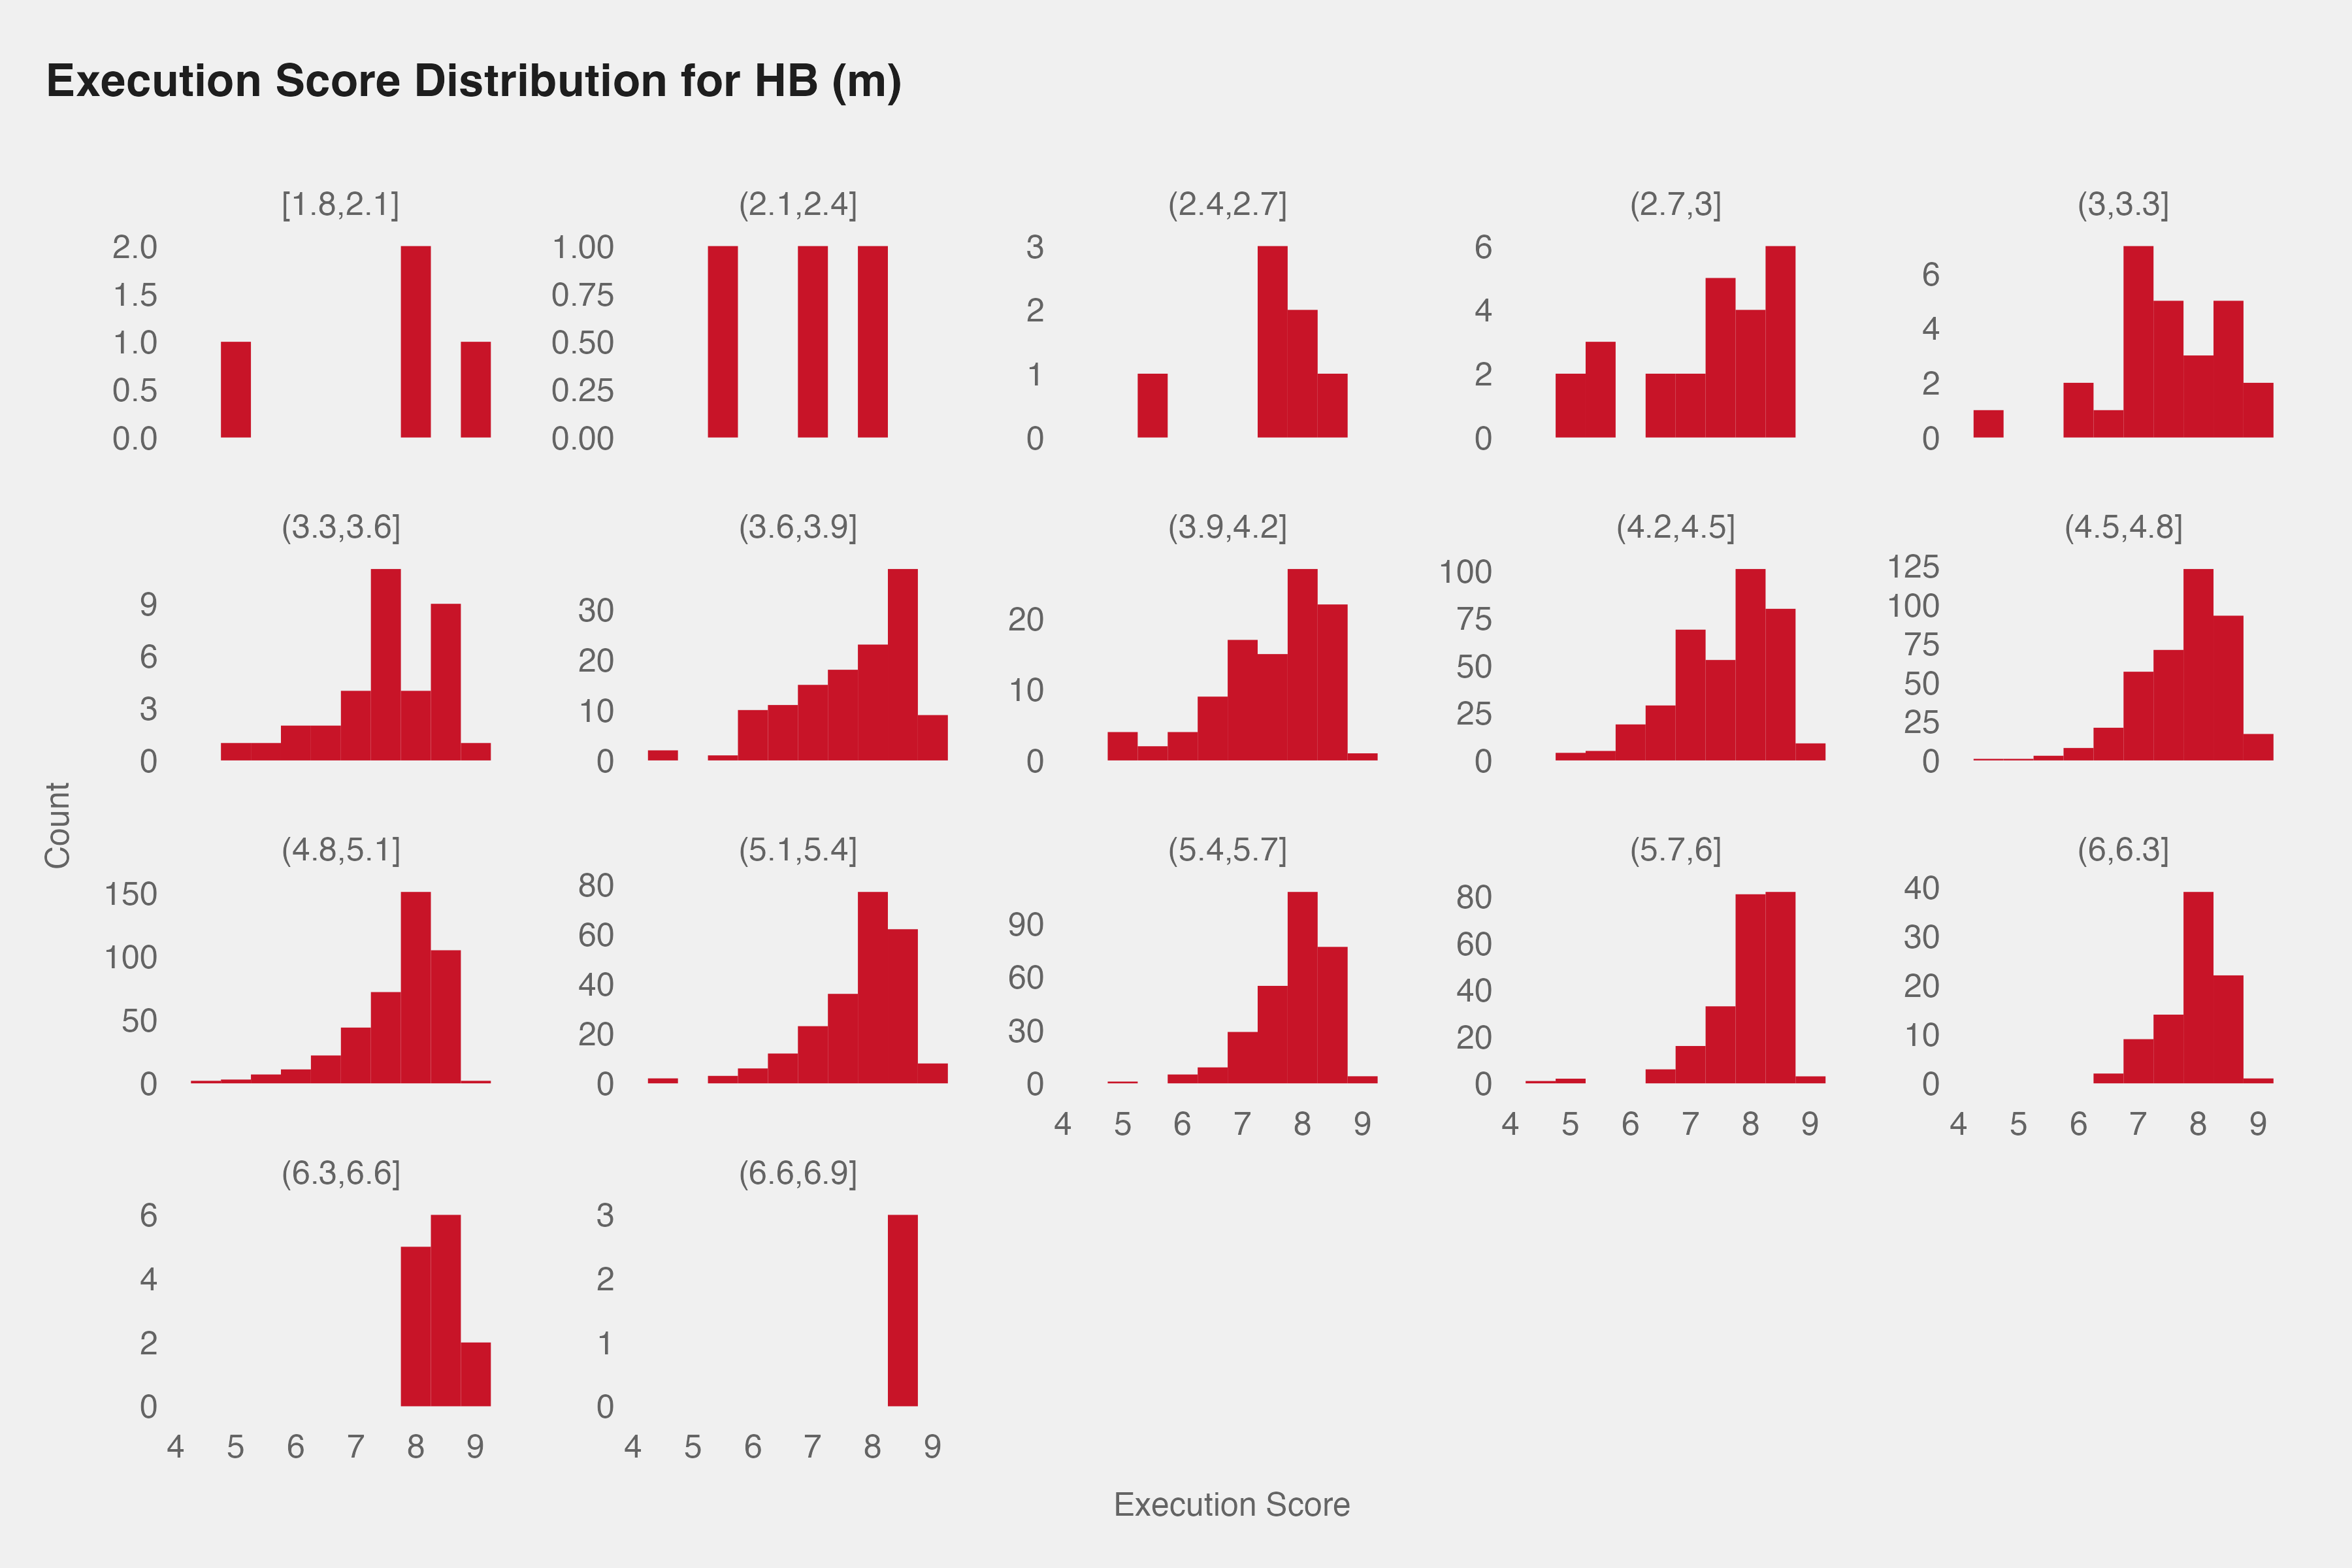 Execution Score Distribution for HB (m)
[1.8,2.1] (2.1,2.4] (2.4,2.7] (2.7,3] (3,3.3]
2.0 1.00 3 6
1.5 0.75 2 4 6
1.0 0.50 1 2 4
0.5 0.25 2
0.0 0.00 0 0 0
(3.3,3.6] (3.6,3.9] (3.9,4.2] (4.2,4.5] (4.5,4.8]
9 30 20 100 125
6 20 10 75 100
3 10 50 75
0 0 0 25 50
0 25
0
Count
(4.8,5.1] (5.1,5.4] (5.4,5.7] (5.7,6] (6,6.3]
150 80 90 80 40
100 60 60 60 30
50 40 30 40 20
0 20 0 20 10
0 0 0
4 5 6 7 8 9 4 5 6 7 8 9 4 5 6 7 8 9
(6.3,6.6] (6.6,6.9]
6 3
4 2
2 1
0 0
4 5 6 7 8 9 4 5 6 7 8 9
Execution Score